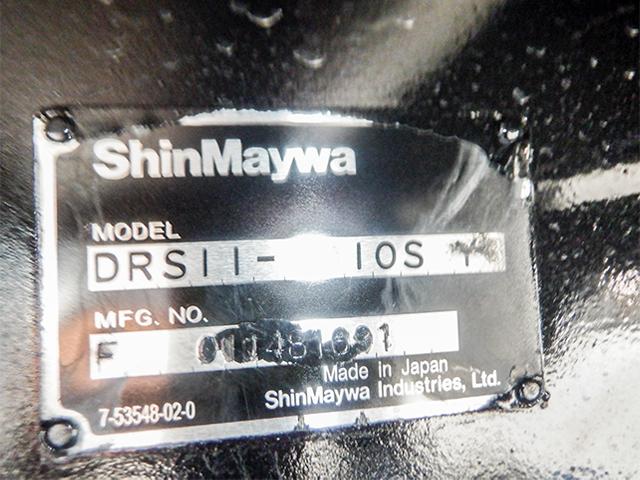 ShinMaywa
MODEL
DRS11- 10S
MFG. NO.
F
Made in Japan
ShinMaywa Industries, Ltd.
7-53548-02-0